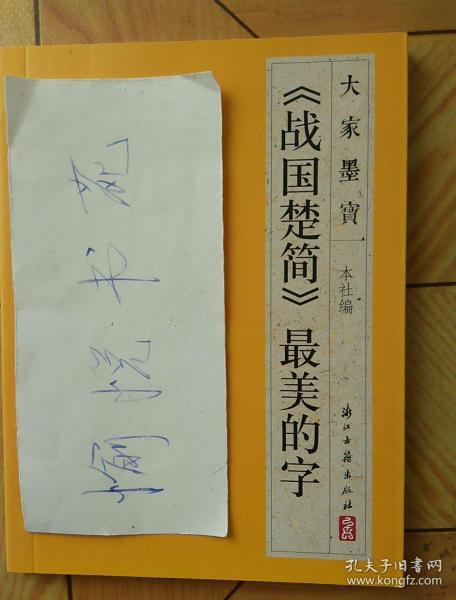 大家墨寶
本社编
浙江古籍出版社
《战国楚简》最美的字
孔夫子旧书网
www.kongfz.com